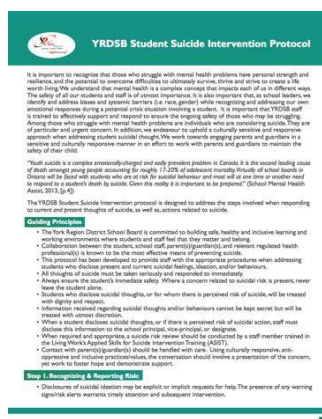 YRDSB Student Suicide Intervention Protocol
It is important to recognize that those who struggle with mental health problems have personal strength and
resilience, and the potential to overcome difficulties to ultimately survive, thrive and strive to create a life
worth living. We understand that mental health is a complex concept that impacts each of us in different ways.
The safety of all our students and staff is of utmost importance. It is also important that, as school leaders, we
identify and address biases and systemic barriers (i.e. race, gender) while recognizing and addressing our own
emotional responses during a potential crisis situation involving a student. It is important that YRDSB staff
is trained to effectively support and respond to ensure the ongoing safety of those who may be struggling.
Among those who struggle with mental health problems are individuals who are considering suicide. They are
of particular and urgent concern. In addition, we endeavour to uphold a culturally sensitive and responsive
approach when addressing student suicidal thought. We work towards engaging parents and guardians in a
sensitive and culturally responsive manner in an effort to work with parents and guardians to maintain the
safety of their child.
"Youth suicide is a complex emotionally-charged and sadly prevalent problem in Canada. It is the second leading cause
of death amongst young people accounting for roughly 17-20% of adolescent mortality. Virtually all school boards in
Ontario will be faced with students who are at risk for suicidal behaviour and most will at one time or another need
to respond to a student's death by suicide. Given this reality it is important to be prepared." (School Mental Health
Assist, 2013, [p.4])
The YRDSB Student Suicide Intervention protocol is designed to address the steps involved when responding
to current and present thoughts of suicide, as well as, actions related to suicide.
Guiding Principles
• The York Region District School Board is committed to building safe, healthy and inclusive learning and
working environments where students and staff feel that they matter and belong.
• Collaboration between the student, school staff, parent(s)/guardian(s), and relevant regulated health
professional(s) is known to be the most effective means of preventing suicide.
• This protocol has been developed to provide staff with the appropriate procedures when addressing
students who disclose present and current suicidal feelings, ideation, and/or behaviours.
• All thoughts of suicide must be taken seriously and responded to immediately.
• Always ensure the student's immediate safety. Where a concern related to suicidal risk is present, never
leave the student alone.
• Students who disclose suicidal thoughts, or for whom there is perceived risk of suicide, will be treated
with dignity and respect.
• Information received regarding suicidal thoughts and/or behaviours cannot be kept secret but will be
treated with utmost discretion.
• When a student discloses suicidal thoughts, or if there is perceived risk of suicidal action, staff must
disclose this information to the school principal, vice-principal, or designate.
• When required and appropriate, a suicide risk review should be conducted by a staff member trained in
the Living Work's Applied Skills for Suicide Intervention Training (ASIST).
• Contact with parent(s)/guardian(s) should be handled with care. Using culturally responsive, anti-
oppressive and inclusive practices/values, the conversation should involve a presentation of the concern,
yet work to foster hope and demonstrate support.
Step 1. Recognizing & Reporting Risk:
• Disclosures of suicidal ideation may be explicit or implicit requests for help. The presence of any warning
signs/risk alerts warrants timely attention and subsequent intervention.